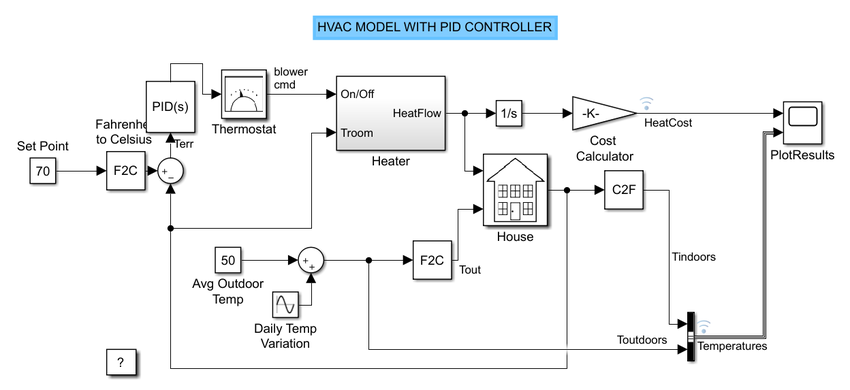 HVAC MODEL WITH PID CONTROLLER
blower
cmd
PID(s)
Thermostat
On/Off
HeatFlow
Troom
Heater
1/s
-K-
HeatCost
Cost
Calculator
PlotResults
to Celsius
Terr
Set Point
70
F2C
+
−
House
C2F
50
Avg Outdoor
Temp
+
+
F2C
Tout
Tindoors
Daily Temp
Variation
Toutdoors
Temperatures
?